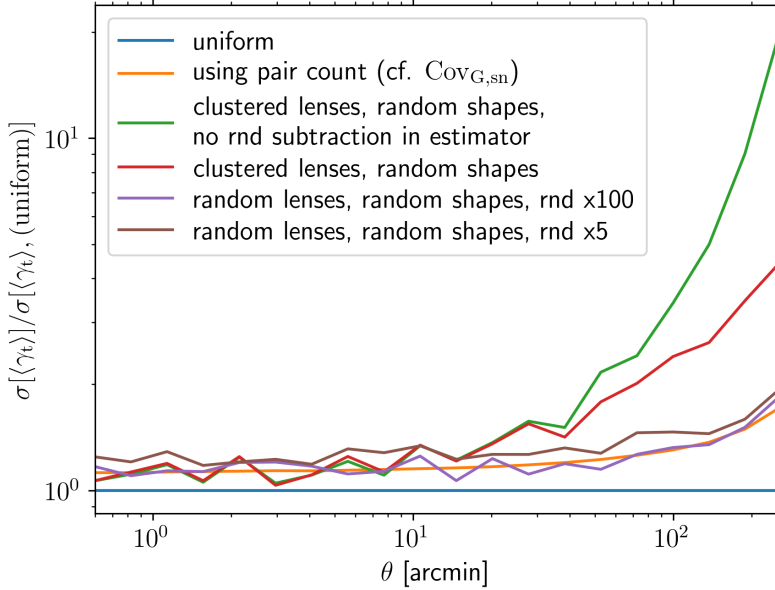 uniform
using pair count (cf. Cov_G,sn)
clustered lenses, random shapes,
no rnd subtraction in estimator
clustered lenses, random shapes
random lenses, random shapes, rnd x100
random lenses, random shapes, rnd x5
σ[⟨γ_t⟩]/σ[⟨γ_t⟩, (uniform)]
10^1
10^0
10^0 10^1 10^2
θ [arcmin]